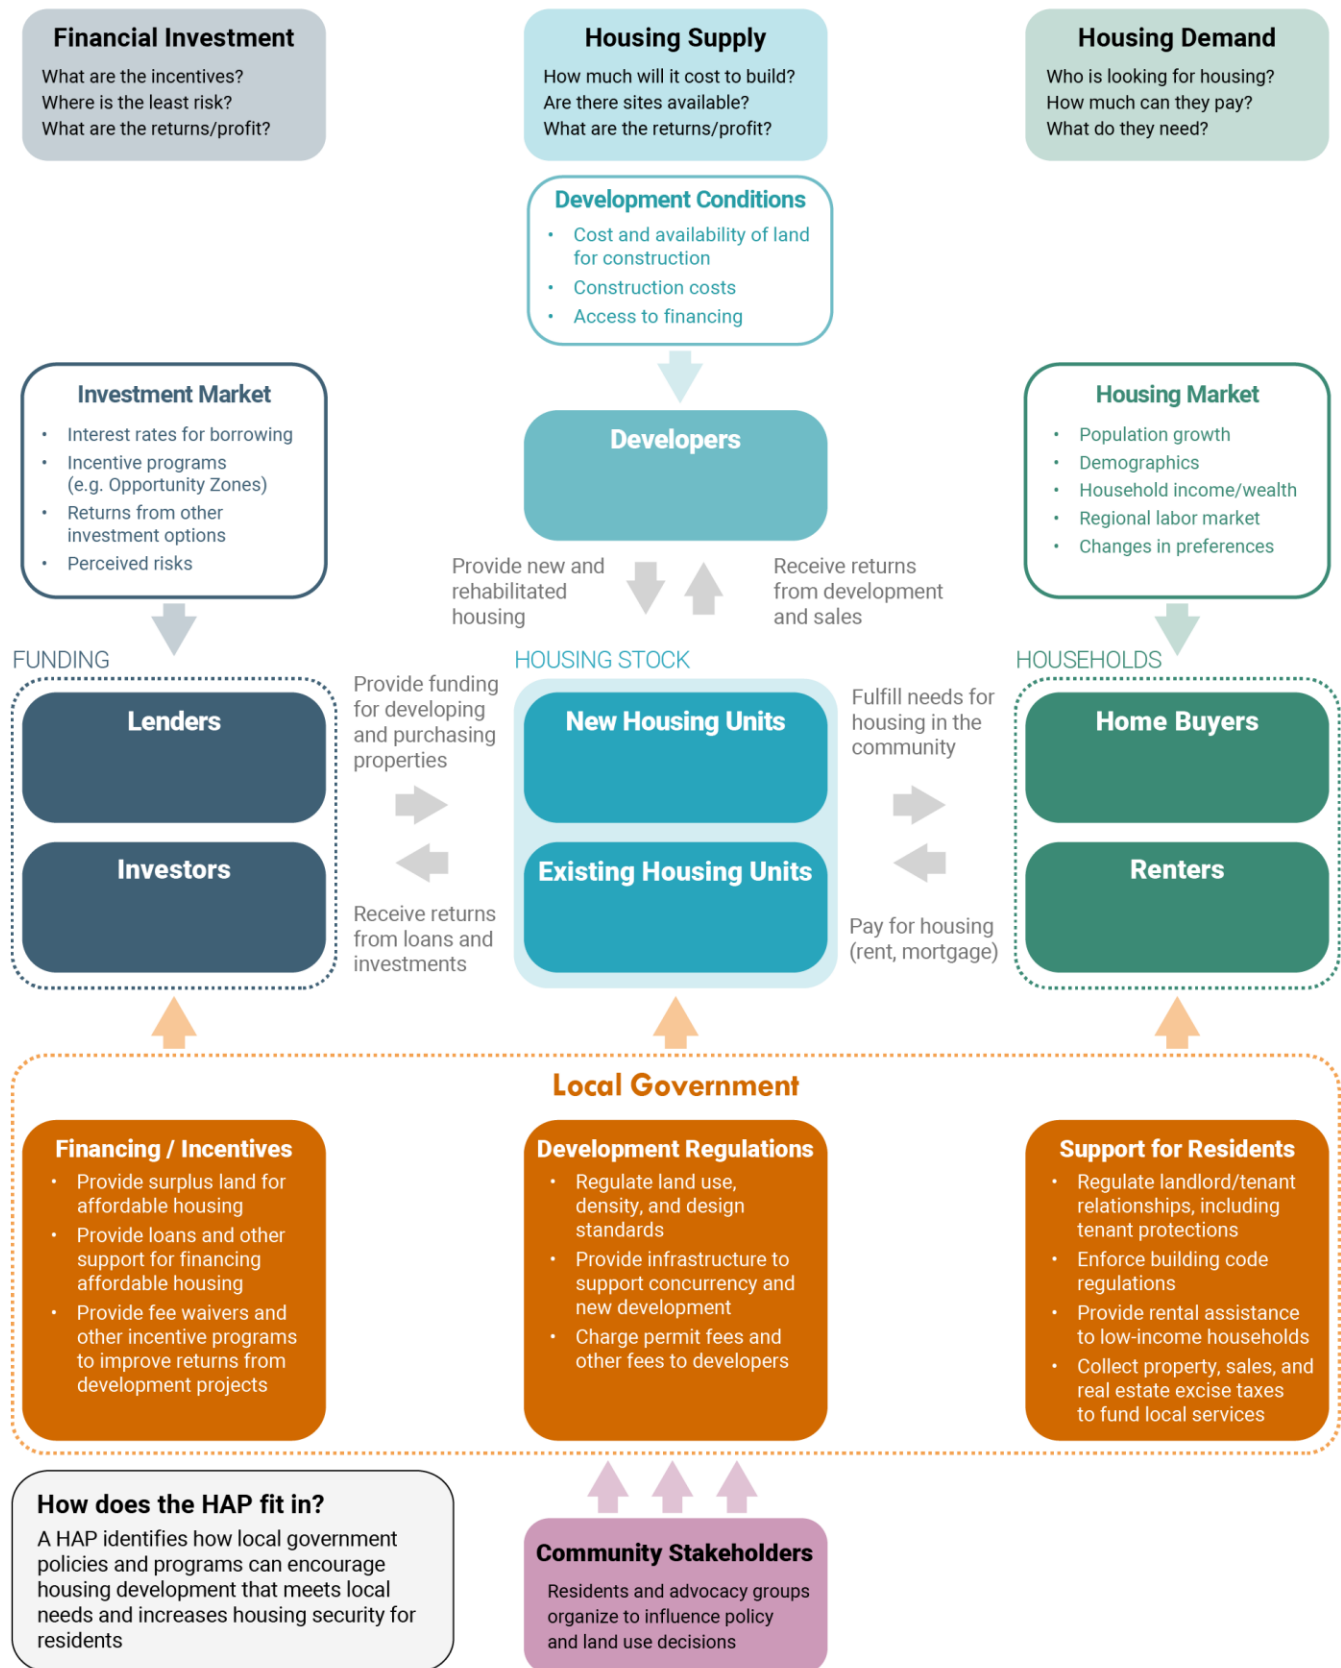 Financial Investment
What are the incentives?
Where is the least risk?
What are the returns/profit?
Housing Supply
How much will it cost to build?
Are there sites available?
What are the returns/profit?
Housing Demand
Who is looking for housing?
How much can they pay?
What do they need?
Development Conditions
• Cost and availability of land
for construction
• Construction costs
• Access to financing
Investment Market
• Interest rates for borrowing
• Incentive programs
(e.g. Opportunity Zones)
• Returns from other
investment options
• Perceived risks
Developers
Housing Market
• Population growth
• Demographics
• Household income/wealth
• Regional labor market
• Changes in preferences
Provide new and
rehabilitated
housing
Receive returns
from development
and sales
FUNDING
Lenders
Investors
Provide funding
for developing
and purchasing
properties
Receive returns
from loans and
investments
HOUSING STOCK
New Housing Units
Existing Housing Units
Fulfill needs for
housing in the
community
Pay for housing
(rent, mortgage)
HOUSEHOLDS
Home Buyers
Renters
Local Government
Financing / Incentives
• Provide surplus land for
affordable housing
• Provide loans and other
support for financing
affordable housing
• Provide fee waivers and
other incentive programs
to improve returns from
development projects
Development Regulations
• Regulate land use,
density, and design
standards
• Provide infrastructure to
support concurrency and
new development
• Charge permit fees and
other fees to developers
Support for Residents
• Regulate landlord/tenant
relationships, including
tenant protections
• Enforce building code
regulations
• Provide rental assistance
to low-income households
• Collect property, sales, and
real estate excise taxes
to fund local services
How does the HAP fit in?
A HAP identifies how local government
policies and programs can encourage
housing development that meets local
needs and increases housing security for
residents
Community Stakeholders
Residents and advocacy groups
organize to influence policy
and land use decisions